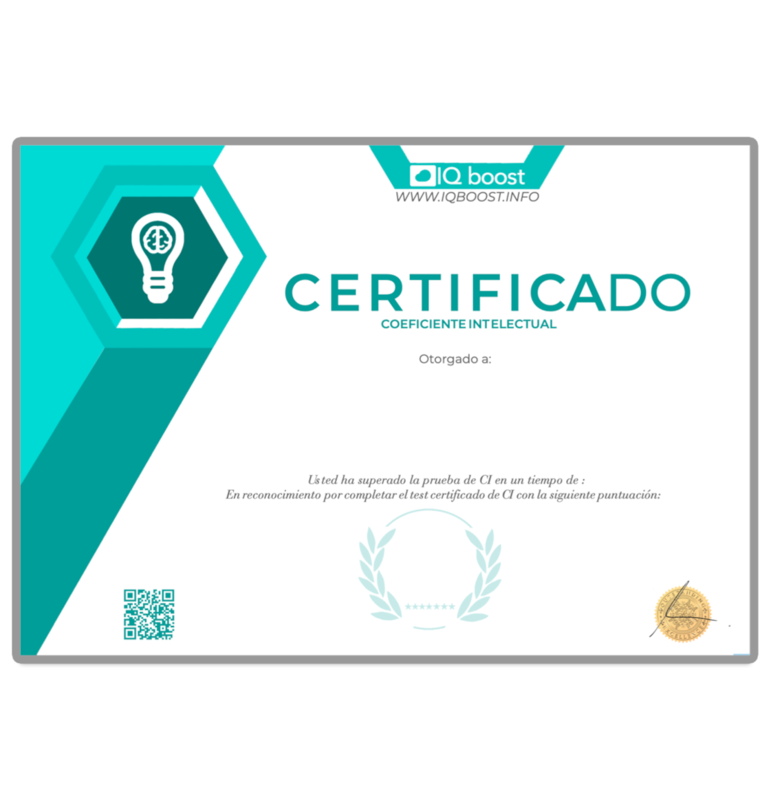 IQ boost
WWW.IQBOOST.INFO
CERTIFICADO
COEFICIENTE INTELECTUAL
Otorgado a:
Usted ha superado la prueba de CI en un tiempo de :
En reconocimiento por completar el test certificado de CI con la siguiente puntuación: